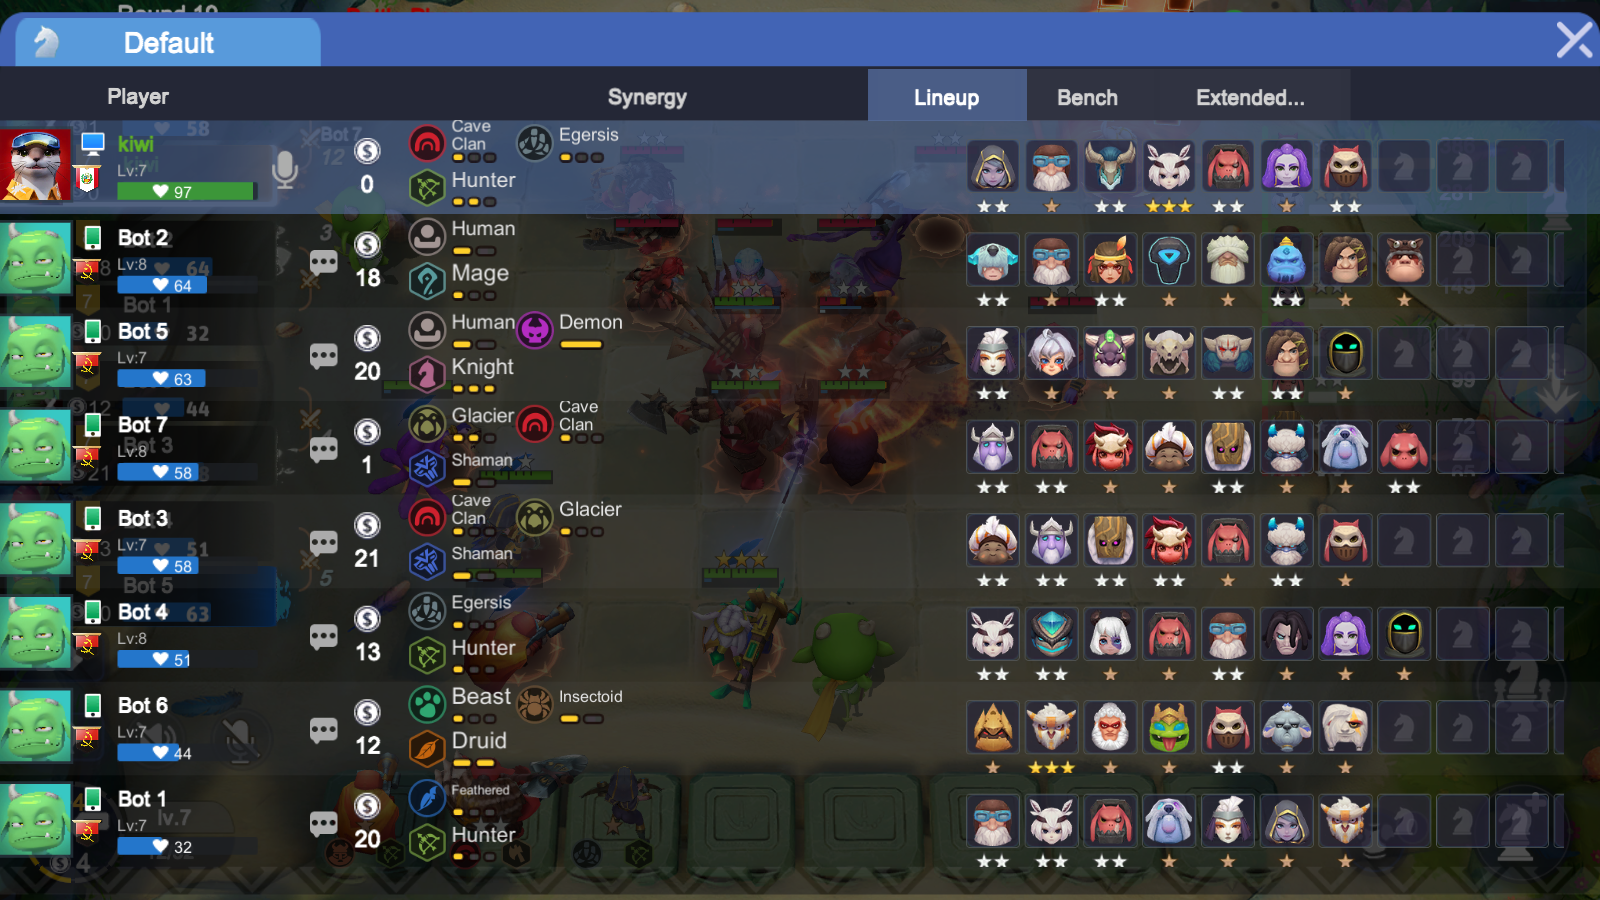 Default
Player
Synergy
Lineup
Bench
Extended...
kiwi
Lv:7
97
0
Cave
Clan
Egersis
Hunter
Bot 2
Lv:8
64
18
Human
Mage
Bot 5
Lv:7
63
20
Human
Demon
Knight
Bot 7
Lv:8
58
1
Glacier
Cave
Clan
Shaman
Bot 3
Lv:7
58
21
Cave
Clan
Glacier
Shaman
Bot 4
Lv:8
51
13
Egersis
Hunter
Bot 6
Lv:7
44
12
Beast
Insectoid
Druid
Bot 1
Lv:7
32
20
Feathered
Hunter